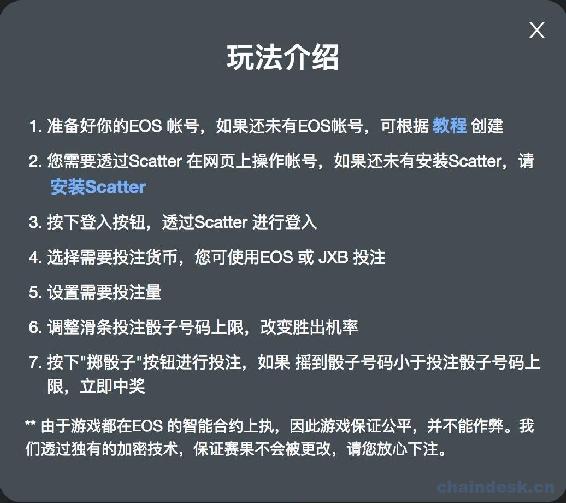 X
玩法介绍
1. 准备好你的EOS 帐号，如果还未有EOS帐号，可根据 教程 创建
2. 您需要透过Scatter 在网页上操作帐号，如果还未有安装Scatter，请
安装Scatter
3. 按下登入按钮，透过Scatter 进行登入
4. 选择需要投注货币，您可使用EOS 或 JXB 投注
5. 设置需要投注量
6. 调整滑条投注骰子号码上限，改变胜出机率
7. 按下"掷骰子"按钮进行投注，如果 摇到骰子号码小于投注骰子号码上
限，立即中奖
** 由于游戏都在EOS 的智能合约上执，因此游戏保证公平，并不能作弊。我
们透过独有的加密技术，保证赛果不会被更改，请您放心下注。
chaindesk.cn